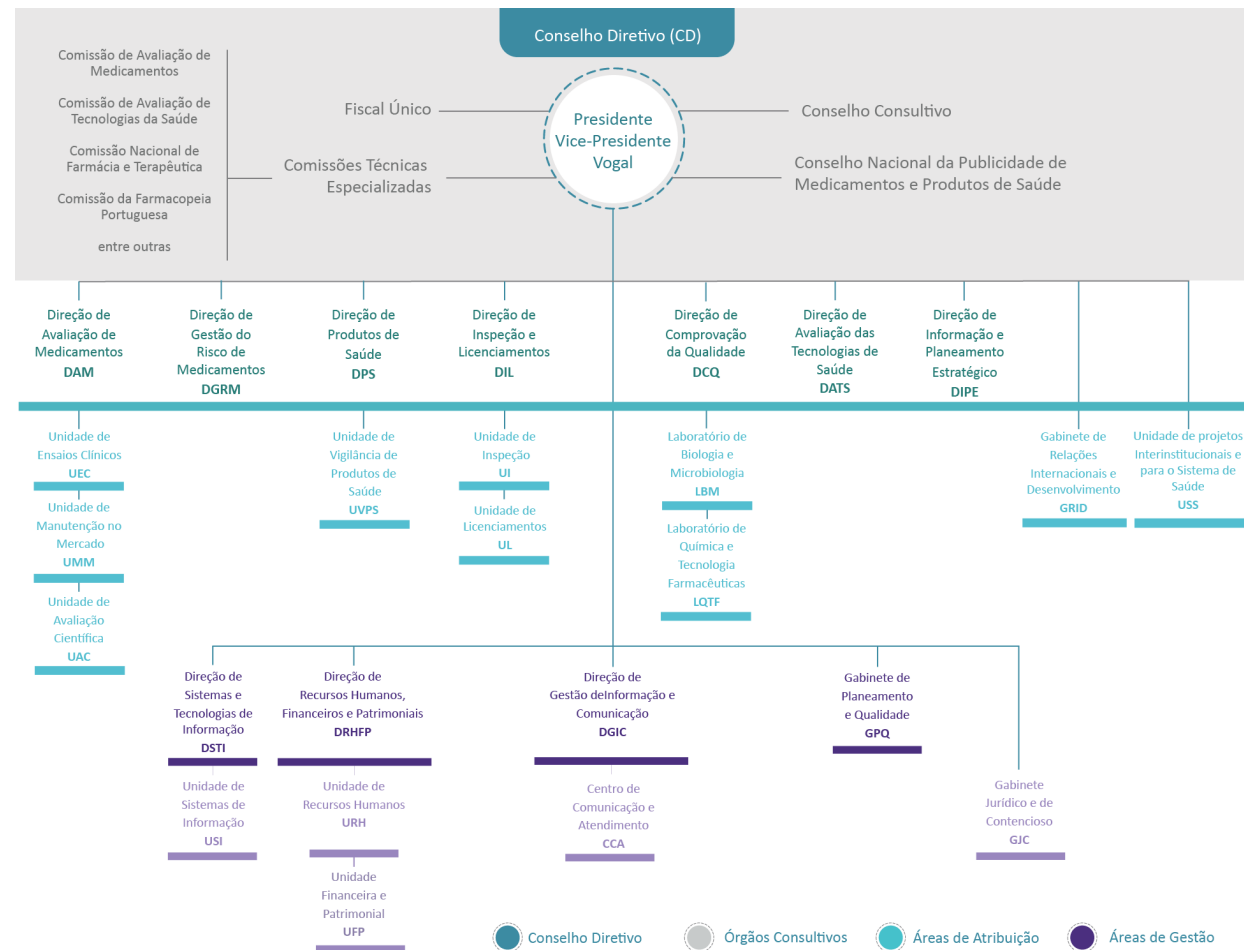 Conselho Diretivo (CD)
Comissão de Avaliação de
Medicamentos
Comissão de Avaliação de
Tecnologias da Saúde
Comissão Nacional de
Farmácia e Terapêutica
Comissão da Farmacopeia
Portuguesa
entre outras
Fiscal Único
Comissões Técnicas
Especializadas
Presidente
Vice-Presidente
Vogal
Conselho Consultivo
Conselho Nacional da Publicidade de
Medicamentos e Produtos de Saúde
Direção de
Avaliação de
Medicamentos
DAM
Direção de
Gestão do
Risco de
Medicamentos
DGRM
Direção de
Produtos de
Saúde
DPS
Direção de
Inspeção e
Licenciamentos
DIL
Direção de
Comprovação
da Qualidade
DCQ
Direção de
Avaliação das
Tecnologias de
Saúde
DATS
Direção de
Informação e
Planeamento
Estratégico
DIPE
Unidade de
Ensaios Clínicos
UEC
Unidade de
Manutenção no
Mercado
UMM
Unidade de
Avaliação
Científica
UAC
Unidade de
Vigilância de
Produtos de
Saúde
UVPS
Unidade de
Inspeção
UI
Unidade de
Licenciamentos
UL
Laboratório de
Biologia e
Microbiologia
LBM
Laboratório de
Química e
Tecnologia
Farmacêuticas
LQTF
Gabinete de
Relações
Internacionais e
Desenvolvimento
GRID
Unidade de projetos
Interinstitucionais e
para o Sistema de
Saúde
USS
Direção de
Sistemas e
Tecnologias de
Informação
DSTI
Direção de
Recursos Humanos,
Financeiros e Patrimoniais
DRHFP
Direção de
Gestão deInformação e
Comunicação
DGIC
Gabinete de
Planeamento
e Qualidade
GPQ
Unidade de
Sistemas de
Informação
USI
Unidade de
Recursos Humanos
URH
Unidade
Financeira e
Patrimonial
UFP
Centro de
Comunicação e
Atendimento
CCA
Gabinete
Jurídico e de
Contencioso
GJC
Conselho Diretivo
Órgãos Consultivos
Áreas de Atribuição
Áreas de Gestão